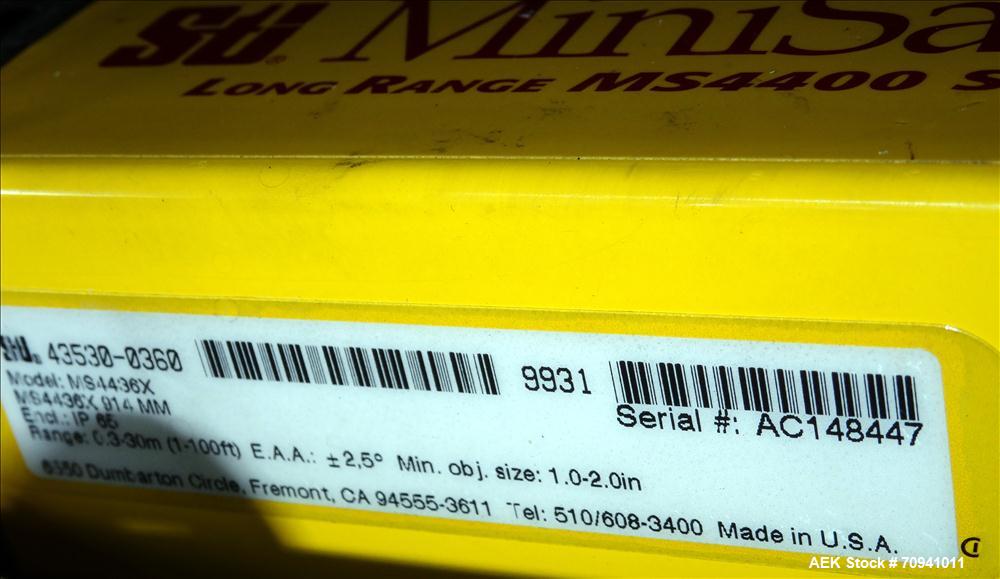 STI® MiniSa
LONG RANGE MS4400 S
STI® 43530-0360 9931
Model: MS4436X
MS4436X 914 MM
Encl.: IP 65
Serial #: AC148447
Range: 0.3-30m (1-100ft) E.A.A.: ±2,5° Min. obj. size: 1.0-2.0in
6550 Dumbarton Circle, Fremont, CA 94555-3611 Tel: 510/608-3400 Made in U.S.A.
AEK Stock # 70941011